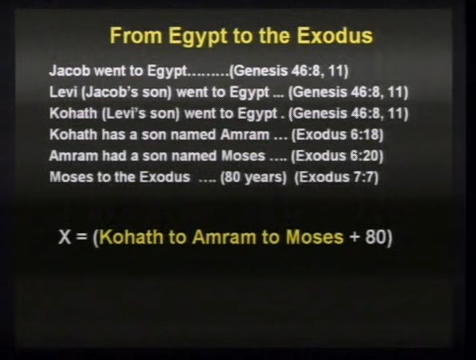 From Egypt to the Exodus
Jacob went to Egypt.........(Genesis 46:8, 11)
Levi (Jacob's son) went to Egypt ... (Genesis 46:8, 11)
Kohath (Levi's son) went to Egypt . (Genesis 46:8, 11)
Kohath has a son named Amram ... (Exodus 6:18)
Amram had a son named Moses .... (Exodus 6:20)
Moses to the Exodus .... (80 years) (Exodus 7:7)
X = (Kohath to Amram to Moses + 80)